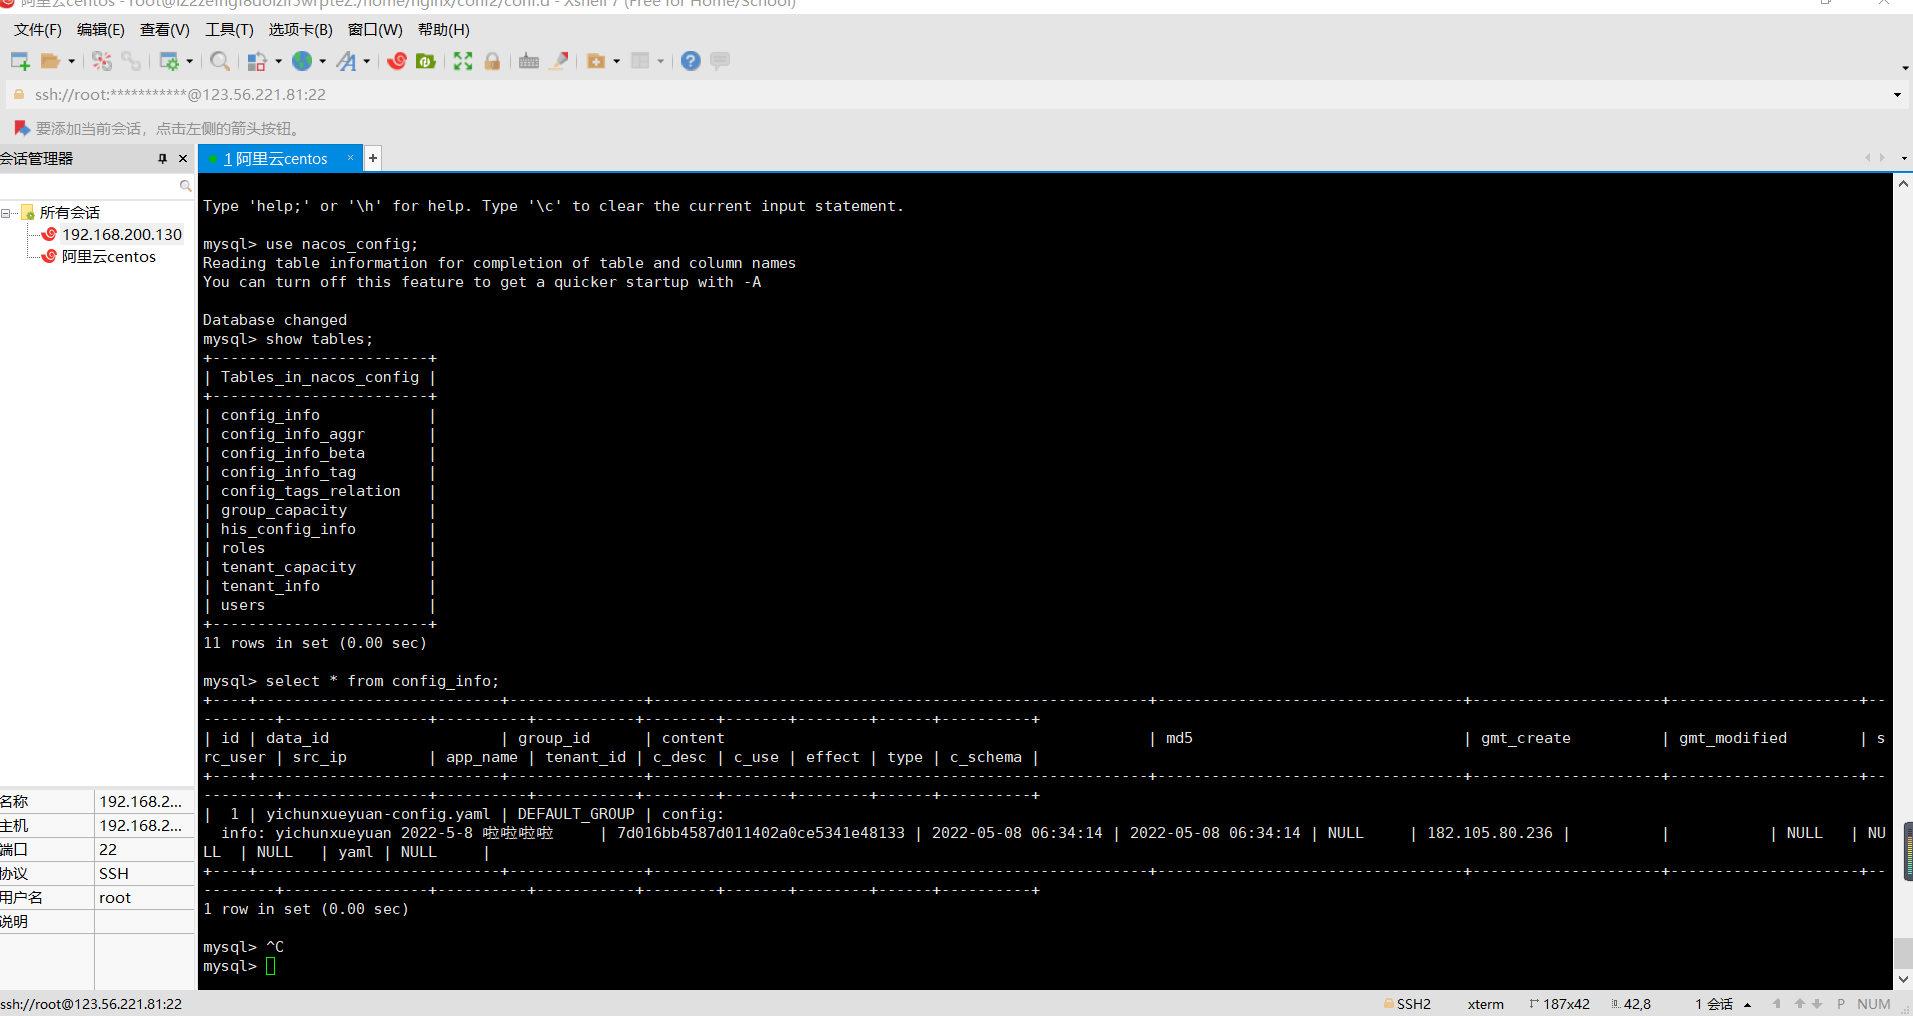 阿里云centos - root@iZ2zefngf8dolzif5wrpteZ:/home/nginx/conf2/conf.d - Xshell 7 (Free for Home/School)
文件(F) 编辑(E) 查看(V) 工具(T) 选项卡(B) 窗口(W) 帮助(H)
ssh://root:***********@123.56.221.81:22
要添加当前会话，点击左侧的箭头按钮。
会话管理器
1 阿里云centos × +
所有会话
192.168.200.130
阿里云centos
Type 'help;' or '\h' for help. Type '\c' to clear the current input statement.
mysql> use nacos_config;
Reading table information for completion of table and column names
You can turn off this feature to get a quicker startup with -A
Database changed
mysql> show tables;
+------------------------+
| Tables_in_nacos_config |
+------------------------+
| config_info            |
| config_info_aggr       |
| config_info_beta       |
| config_info_tag        |
| config_tags_relation   |
| group_capacity         |
| his_config_info        |
| roles                  |
| tenant_capacity        |
| tenant_info            |
| users                  |
+------------------------+
11 rows in set (0.00 sec)
mysql> select * from config_info;
+----+---------------------------+---------------+-------------------------------------------------------+----------------------------------+---------------------+---------------------+--
--------+----------------+----------+-----------+--------+-------+--------+------+----------+
| id | data_id                   | group_id      | content                                               | md5                              | gmt_create          | gmt_modified        | s
rc_user | src_ip         | app_name | tenant_id | c_desc | c_use | effect | type | c_schema |
+----+---------------------------+---------------+-------------------------------------------------------+----------------------------------+---------------------+---------------------+--
--------+----------------+----------+-----------+--------+-------+--------+------+----------+
|  1 | yichunxueyuan-config.yaml | DEFAULT_GROUP | config:
  info: yichunxueyuan 2022-5-8 啦啦啦啦     | 7d016bb4587d011402a0ce5341e48133 | 2022-05-08 06:34:14 | 2022-05-08 06:34:14 | NULL     | 182.105.80.236 |          |           | NULL   | NU
LL  | NULL   | yaml | NULL     |
+----+---------------------------+---------------+-------------------------------------------------------+----------------------------------+---------------------+---------------------+--
--------+----------------+----------+-----------+--------+-------+--------+------+----------+
1 row in set (0.00 sec)
mysql> ^C
mysql>
名称 192.168.2...
主机 192.168.2...
端口 22
协议 SSH
用户名 root
说明
ssh://root@123.56.221.81:22 SSH2 xterm 187x42 42,8 1 会话 P NUM